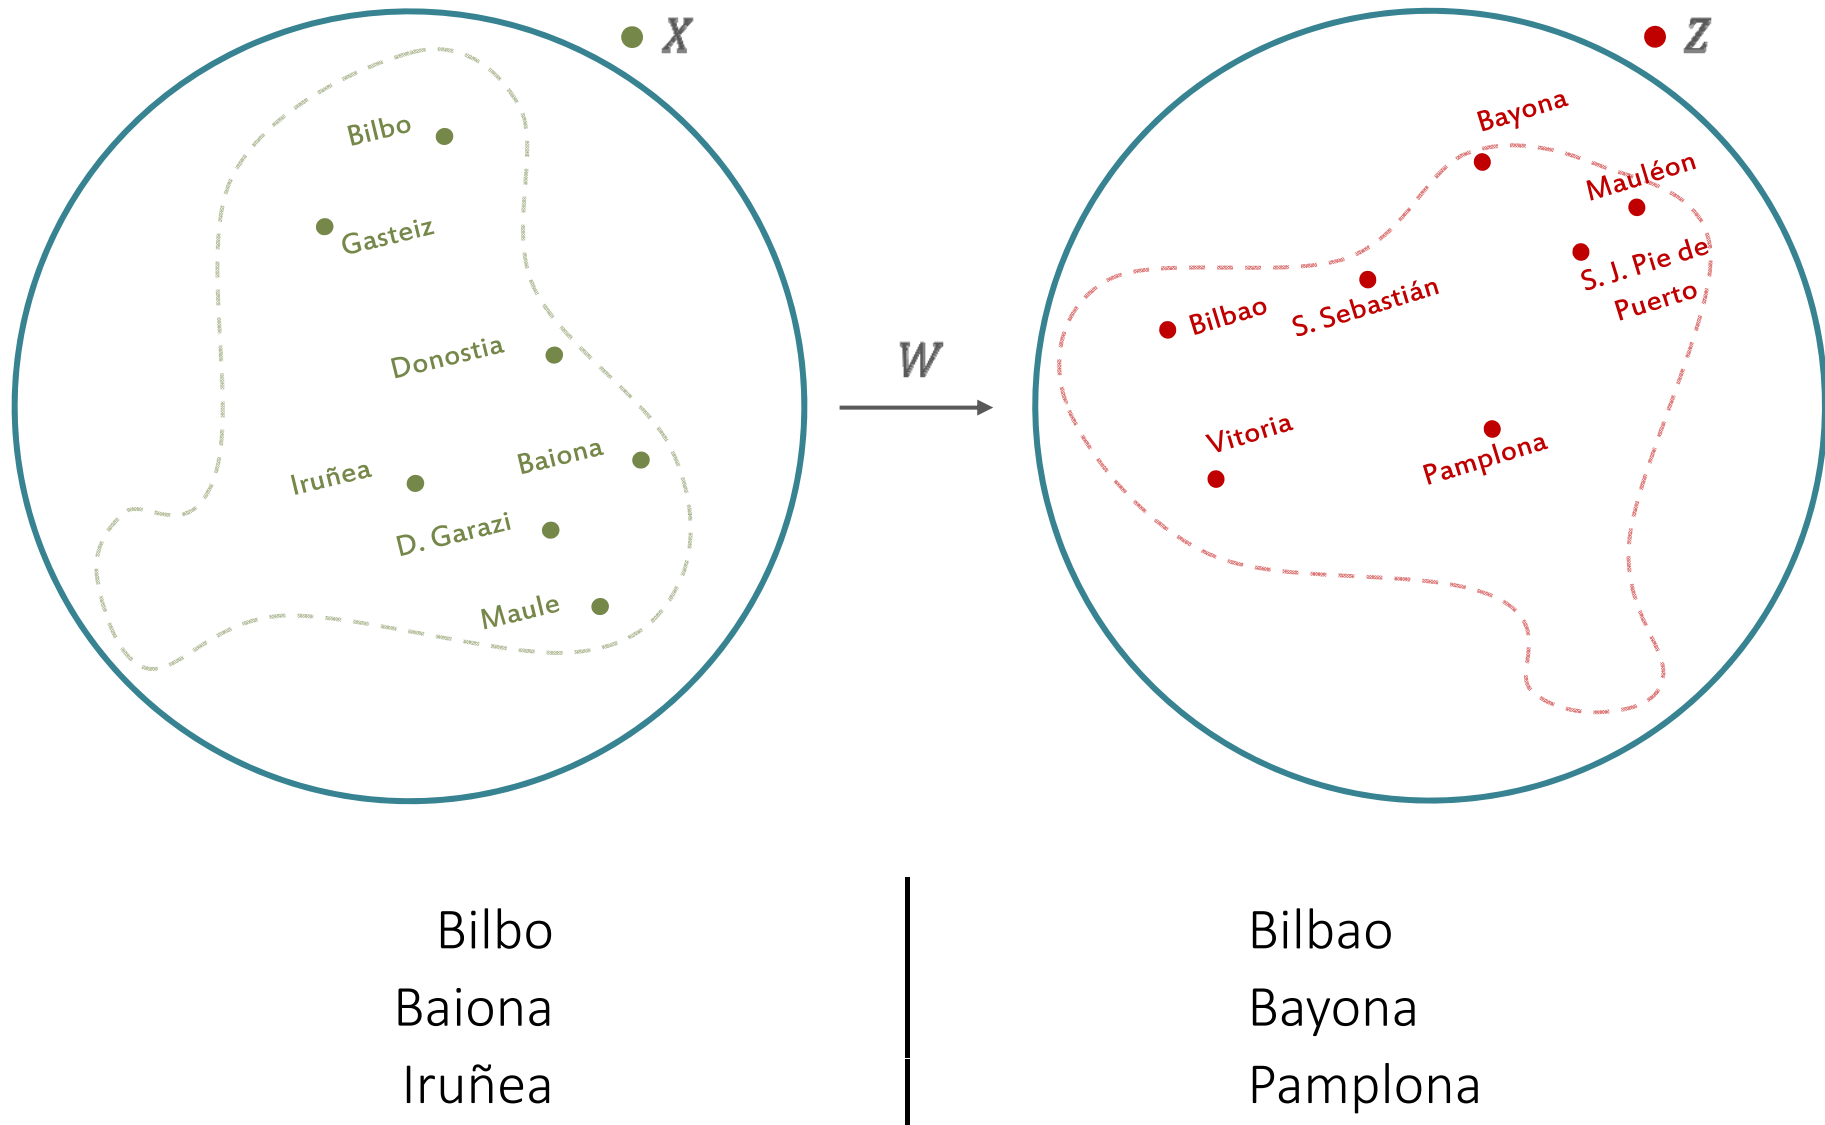 X
Bilbo
Gasteiz
Donostia
Baiona
Iruñea
D. Garazi
Maule
W
Z
Bayona
Mauléon
S. J. Pie de
Puerto
S. Sebastián
Bilbao
Vitoria
Pamplona
Bilbo Bilbao
Baiona Bayona
Iruñea Pamplona